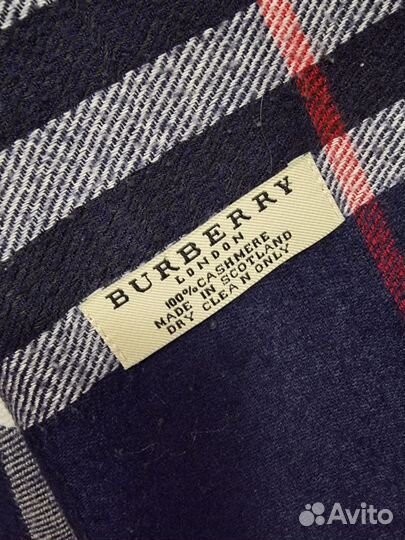 BURBERRY
LONDON
100% CASHMERE
MADE IN SCOTLAND
DRY CLEAN ONLY
Avito